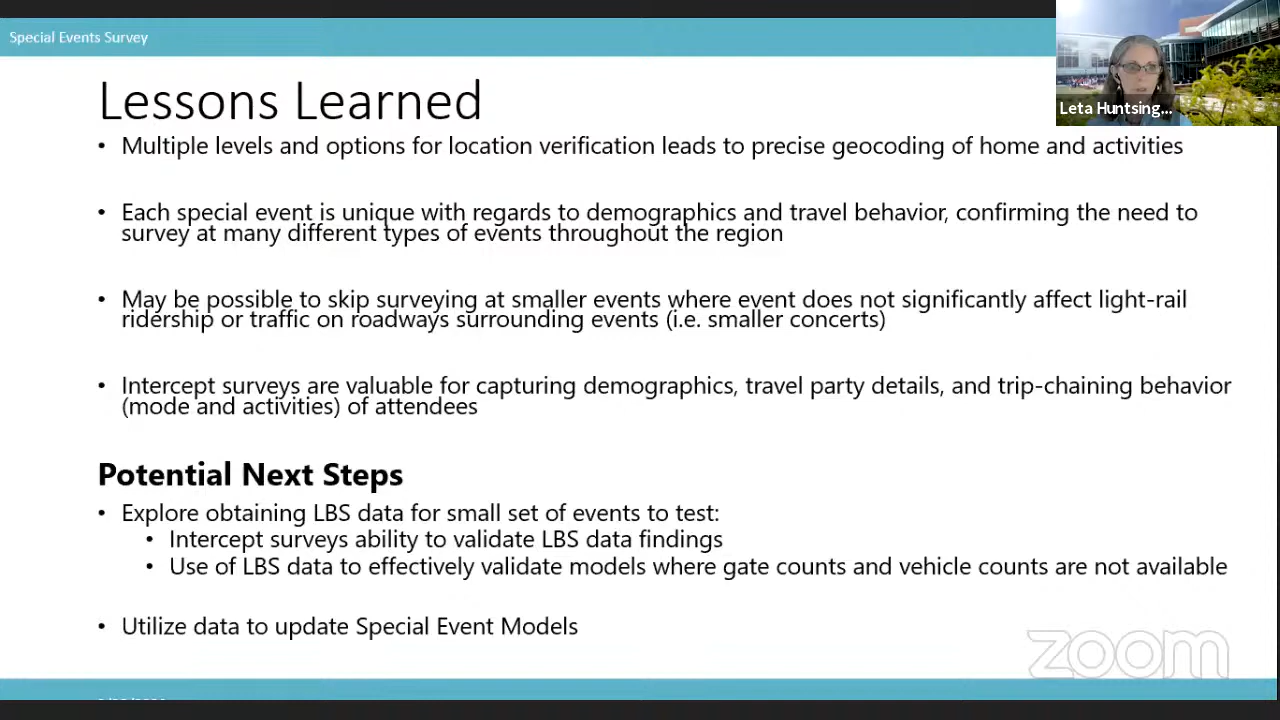 Special Events Survey
Leta Huntsing...
Lessons Learned
• Multiple levels and options for location verification leads to precise geocoding of home and activities
• Each special event is unique with regards to demographics and travel behavior, confirming the need to
survey at many different types of events throughout the region
• May be possible to skip surveying at smaller events where event does not significantly affect light-rail
ridership or traffic on roadways surrounding events (i.e. smaller concerts)
• Intercept surveys are valuable for capturing demographics, travel party details, and trip-chaining behavior
(mode and activities) of attendees
Potential Next Steps
• Explore obtaining LBS data for small set of events to test:
• Intercept surveys ability to validate LBS data findings
• Use of LBS data to effectively validate models where gate counts and vehicle counts are not available
• Utilize data to update Special Event Models
zoom